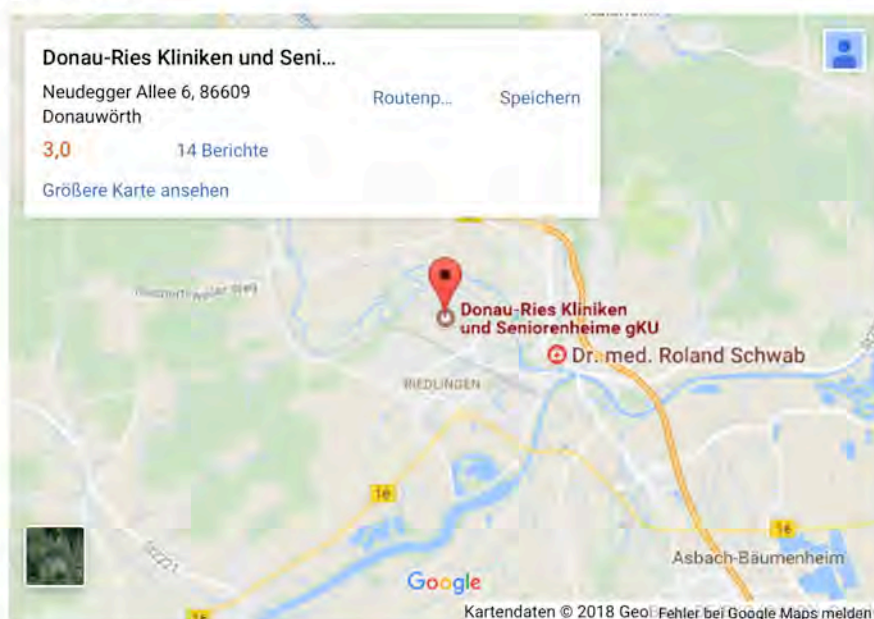 Donau-Ries Kliniken und Seni...
Neudegger Allee 6, 86609
Donauwörth
Routenp...
Speichern
3,0
14 Berichte
Größere Karte ansehen
Donau-Ries Kliniken
und Seniorenheime gKU
Dr. med. Roland Schwab
RIEDLINGEN
16
16
Asbach-Bäumenheim
St2221
Google
16
Kartendaten © 2018 Geo
Fehler bei Google Maps melden